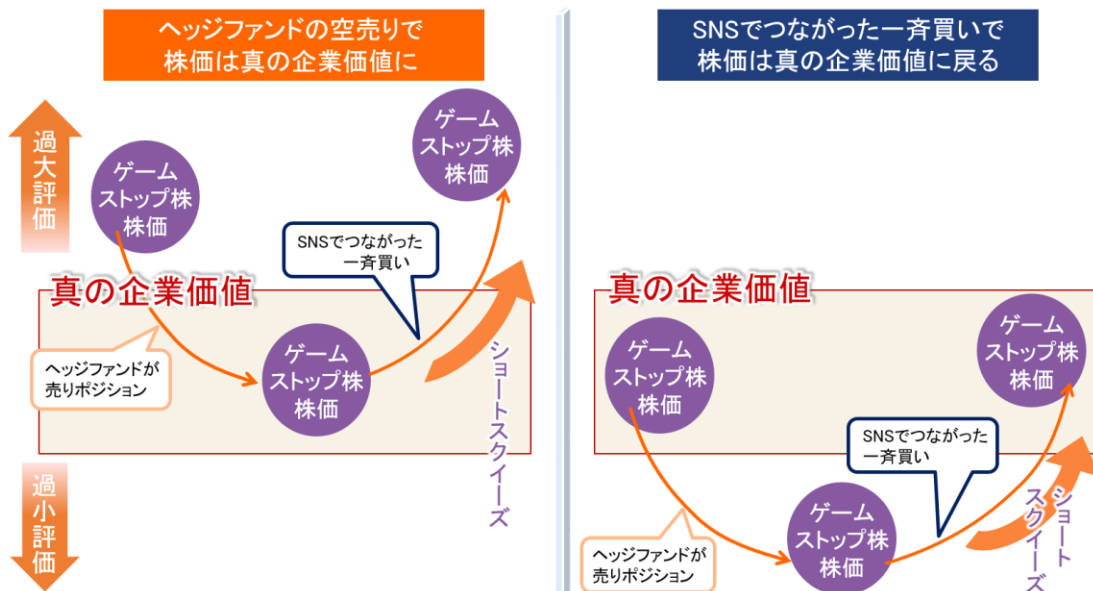 ヘッジファンドの空売りで
株価は真の企業価値に
過大評価
ゲーム
ストップ株
株価
ゲーム
ストップ株
株価
SNSでつながった
一斉買い
真の企業価値
ヘッジファンドが
売りポジション
ゲーム
ストップ株
株価
ショートスクイーズ
過小評価
SNSでつながった一斉買いで
株価は真の企業価値に戻る
真の企業価値
ゲーム
ストップ株
株価
ゲーム
ストップ株
株価
SNSでつながった
一斉買い
ヘッジファンドが
売りポジション
ゲーム
ストップ株
株価
ショート
スクイーズ